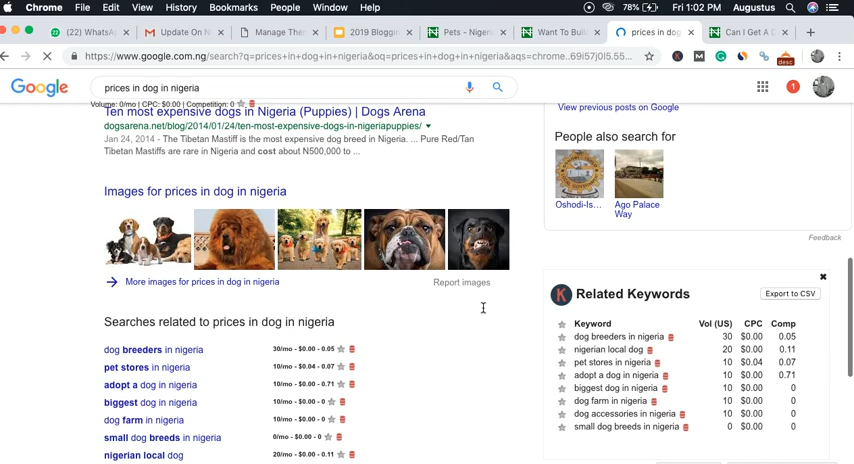 Chrome File Edit View History Bookmarks People Window Help 78% Fri 1:02 PM Augustus
(22) WhatsA
Update On N
Manage Ther
2019 Bloggin
Pets - Nigeria
Want To Buil
prices in dog in
Can I Get A D
https://www.google.com.ng/search?q=prices+in+dog+in+nigeria&oq=prices+in+dog+in+nigeria&aqs=chrome..69i57j0l5.55...
desc
Google
prices in dog in nigeria
1
Volume: 0/mo | CPC: $0.00 | Competition: 0
Ten most expensive dogs in Nigeria (Puppies) | Dogs Arena
dogsarena.net/blog/2014/01/24/ten-most-expensive-dogs-in-nigeriapuppies/
Jan 24, 2014 - The Tibetan Mastiff is the most expensive dog breed in Nigeria. ... Pure Red/Tan
Tibetan Mastiffs are rare in Nigeria and cost about N500,000 to ...
Images for prices in dog in nigeria
More images for prices in dog in nigeria
Report images
Searches related to prices in dog in nigeria
dog breeders in nigeria 30/mo - $0.00 - 0.05
pet stores in nigeria 10/mo - $0.04 - 0.07
adopt a dog in nigeria 10/mo - $0.00 - 0.71
biggest dog in nigeria 10/mo - $0.00 - 0
dog farm in nigeria 10/mo - $0.00 - 0
small dog breeds in nigeria 0/mo - $0.00 - 0
nigerian local dog 20/mo - $0.00 - 0.11
View previous posts on Google
People also search for
Oshodi-Is...
Ago Palace
Way
Feedback
K Related Keywords
Export to CSV
Keyword Vol (US) CPC Comp
dog breeders in nigeria 30 $0.00 0.05
nigerian local dog 20 $0.00 0.11
pet stores in nigeria 10 $0.04 0.07
adopt a dog in nigeria 10 $0.00 0.71
biggest dog in nigeria 10 $0.00 0
dog farm in nigeria 10 $0.00 0
dog accessories in nigeria 10 $0.00 0
small dog breeds in nigeria 0 $0.00 0